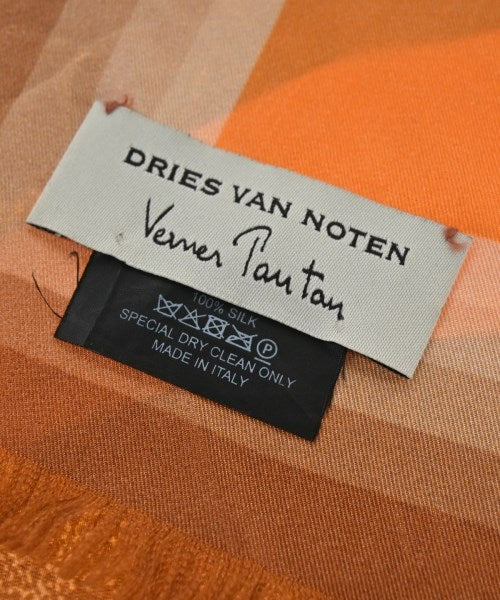 DRIES VAN NOTEN
Verner Panton
100% SILK
P
SPECIAL DRY CLEAN ONLY
MADE IN ITALY